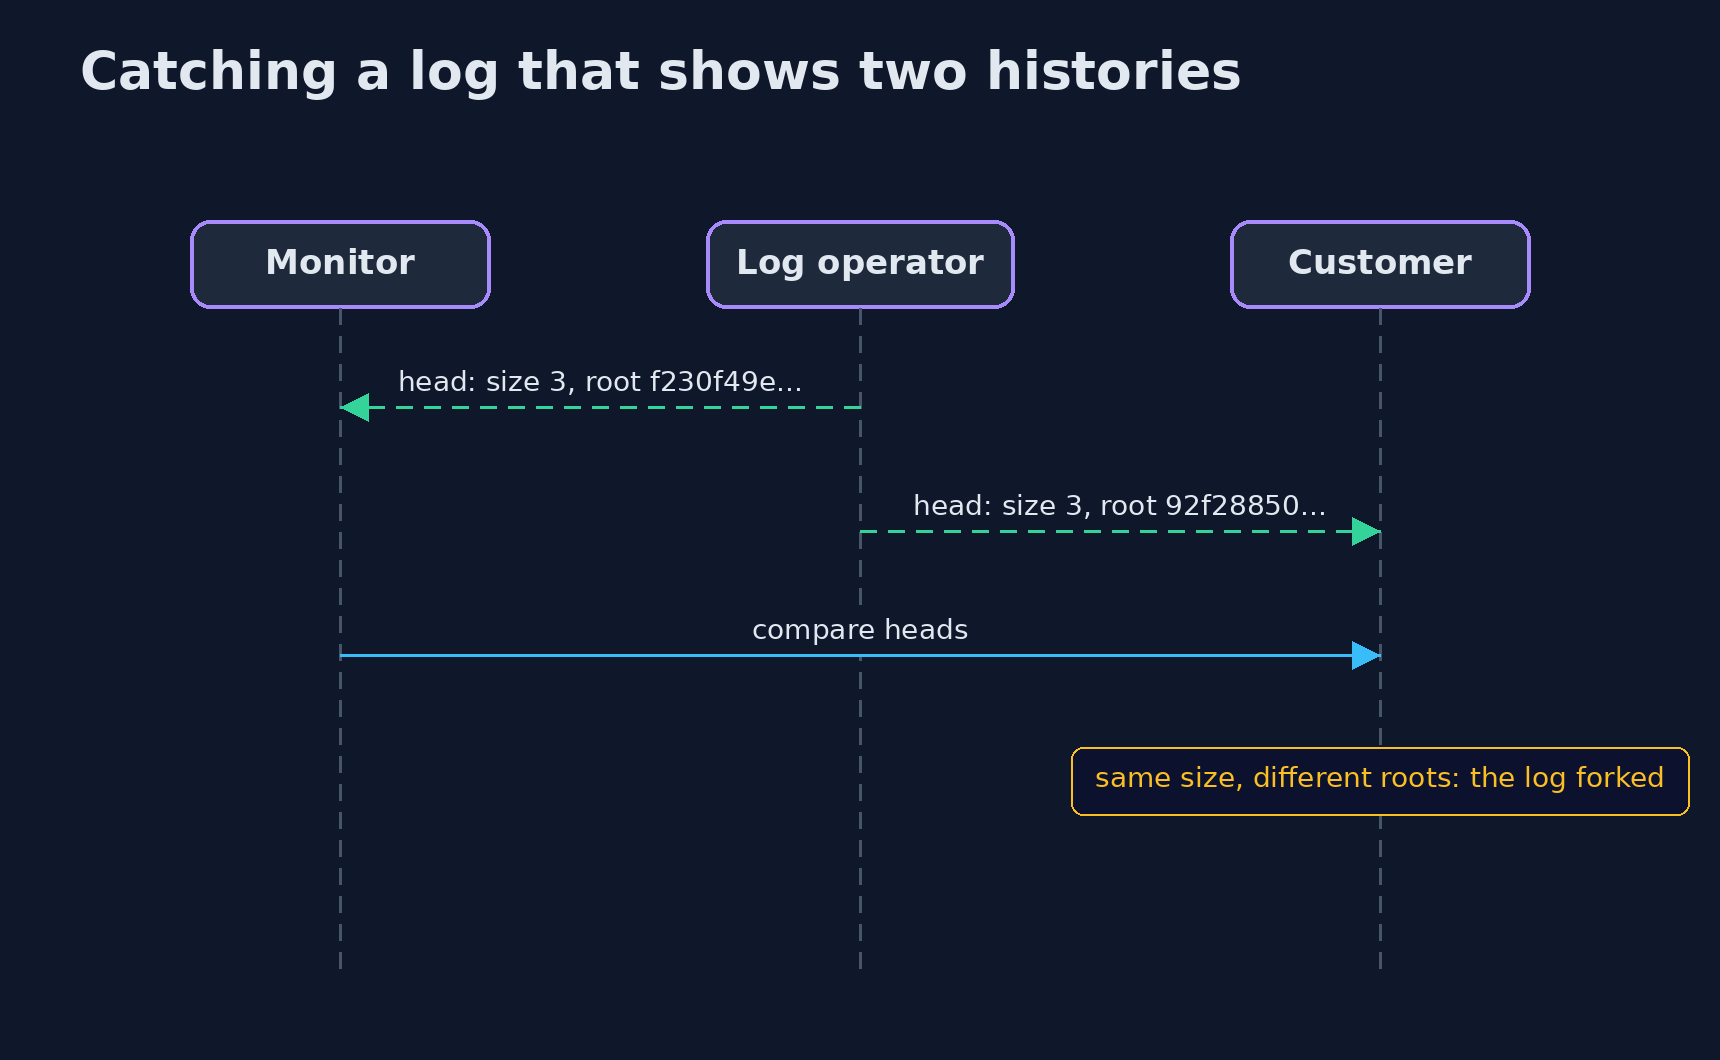 Catching a log that shows two histories
Monitor
Log operator
Customer
head: size 3, root f230f49e...
head: size 3, root 92f28850...
compare heads
same size, different roots: the log forked